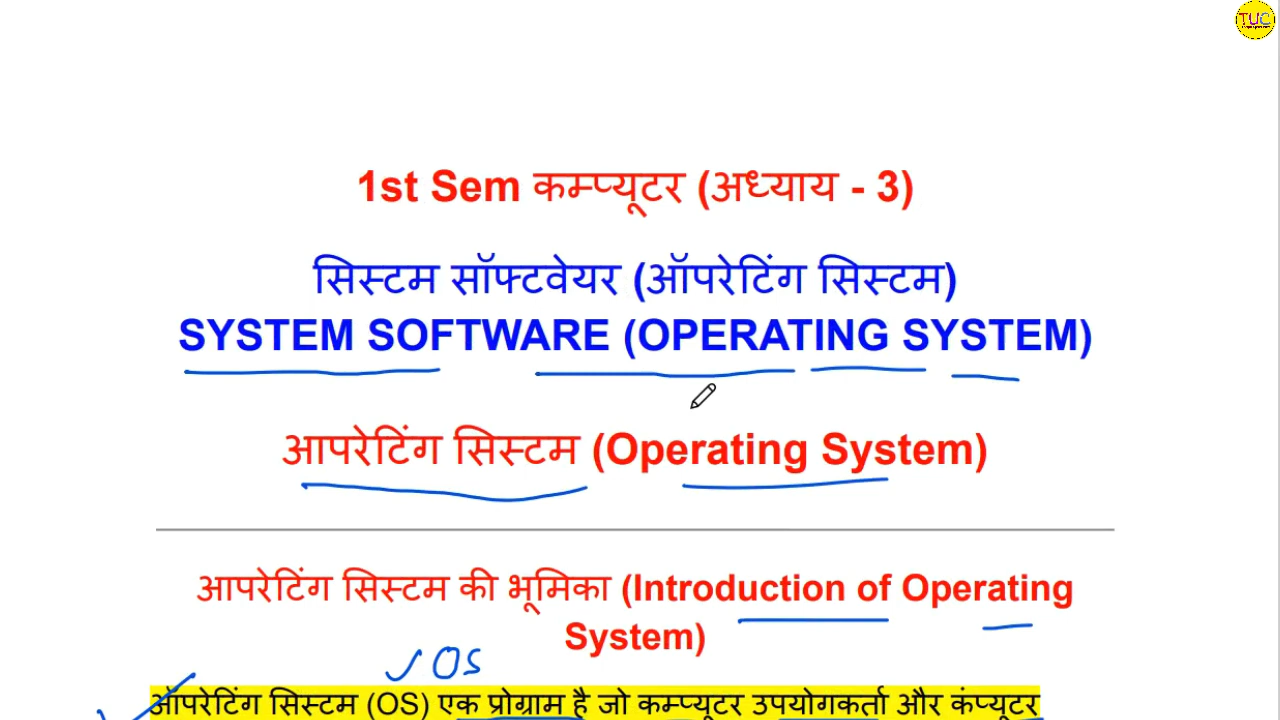 TUC
1st Sem कम्प्यूटर (अध्याय - 3)
सिस्टम सॉफ्टवेयर (ऑपरेटिंग सिस्टम)
SYSTEM SOFTWARE (OPERATING SYSTEM)
आपरेटिंग सिस्टम (Operating System)
आपरेटिंग सिस्टम की भूमिका (Introduction of Operating
System)
OS
ऑपरेटिंग सिस्टम (OS) एक प्रोग्राम है जो कम्प्यूटर उपयोगकर्ता और कंप्यूटर